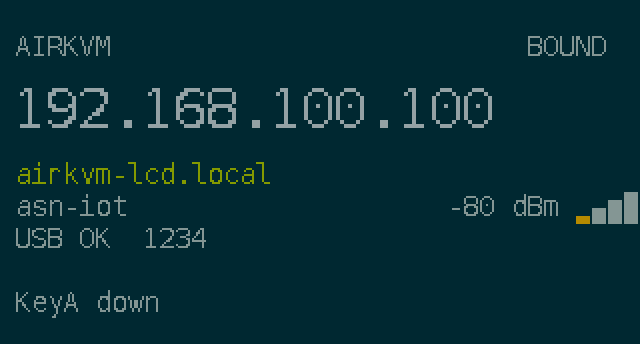 AIRKVM BOUND
192.168.100.100
airkvm-lcd.local
asn-iot -80 dBm
USB OK 1234
KeyA down